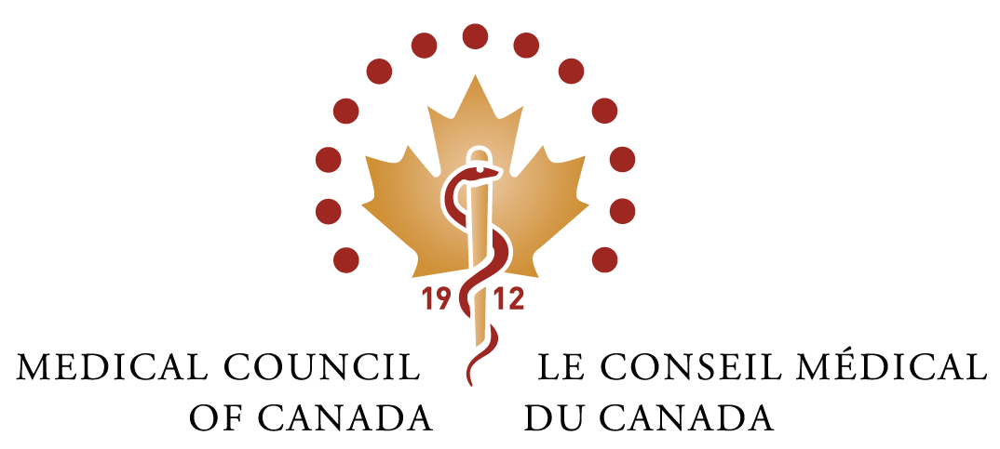 19 12
MEDICAL COUNCIL
OF CANADA
LE CONSEIL MÉDICAL
DU CANADA